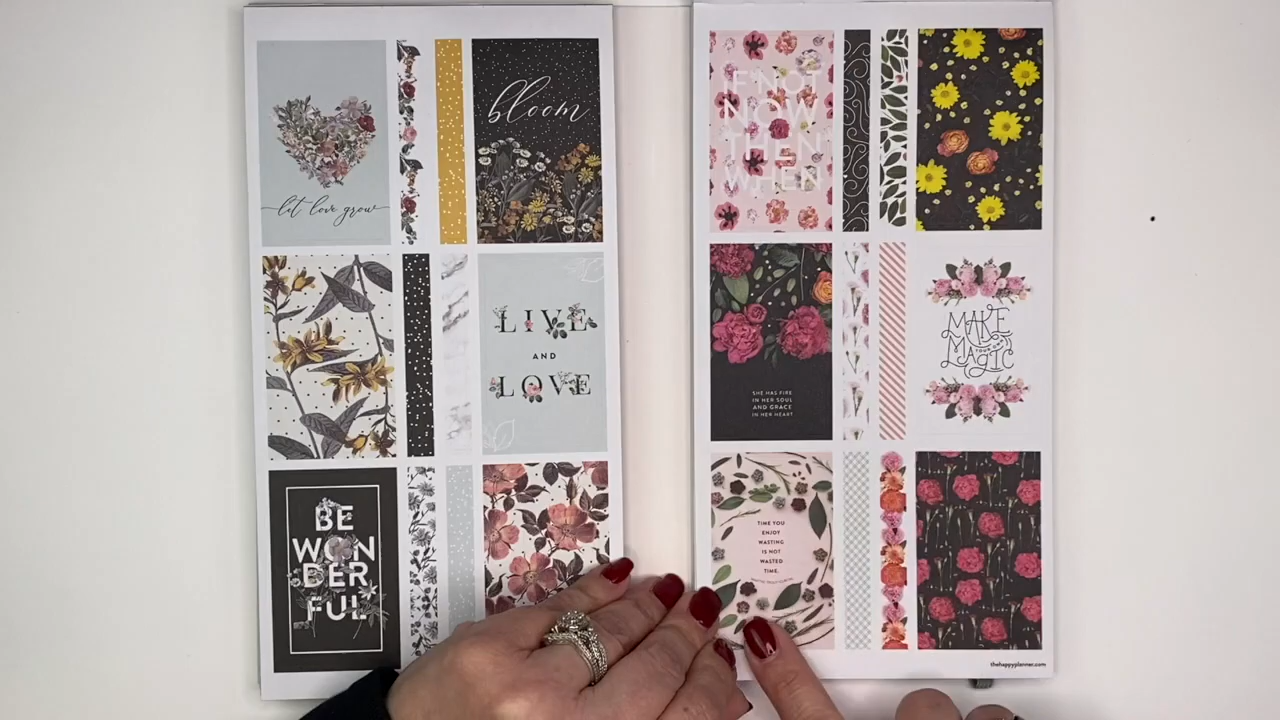 let love grow
bloom
LIVE
AND
LOVE
BE
WON
DER
FUL
IF NOT
NOW
THEN
WHEN
SHE HAS FIRE
IN HER SOUL
AND GRACE
IN HER HEART
MAKE
YOUR OWN
MAGIC
TIME YOU
ENJOY
WASTING
IS NOT
WASTED
TIME.
thehappyplanner.com